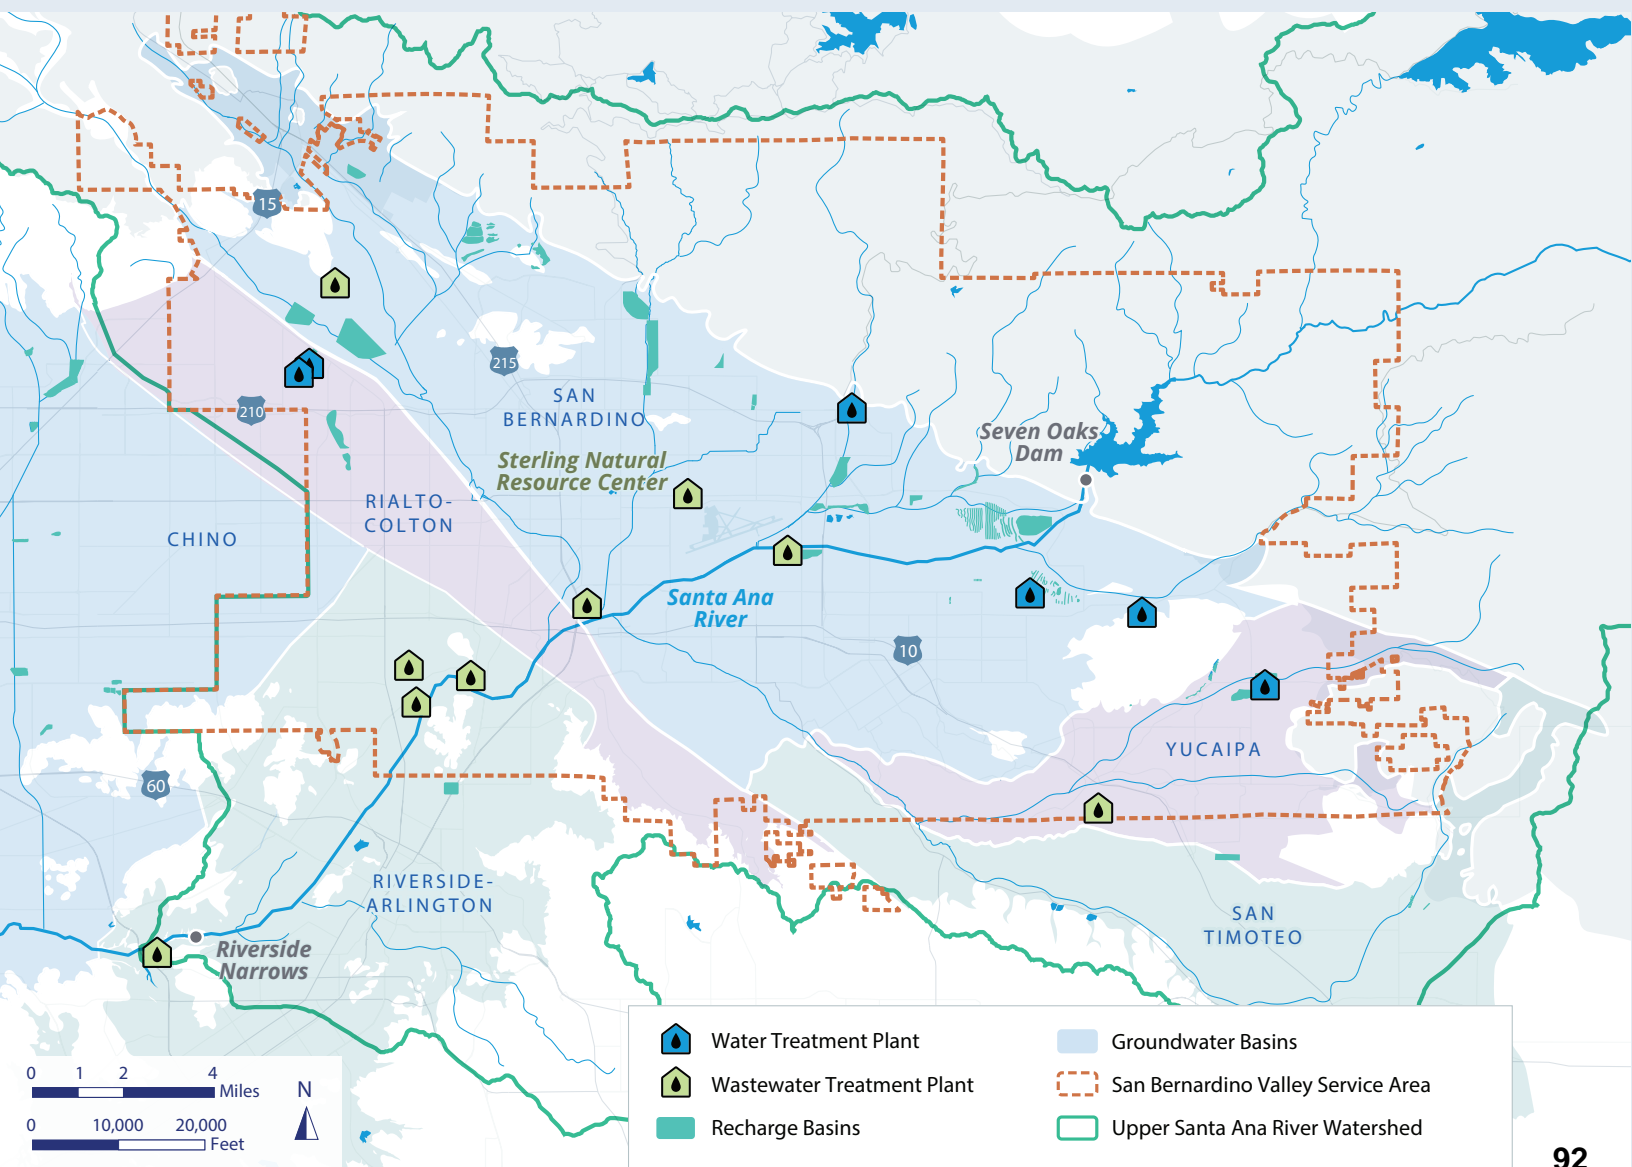 15
215
210
SAN
BERNARDINO
Seven Oaks
Dam
Sterling Natural
Resource Center
RIALTO-
COLTON
CHINO
Santa Ana
River
10
YUCAIPA
60
RIVERSIDE-
ARLINGTON
SAN
TIMOTEO
Riverside
Narrows
0 1 2 4
Miles
N
0 10,000 20,000
Feet
Water Treatment Plant
Wastewater Treatment Plant
Recharge Basins
Groundwater Basins
San Bernardino Valley Service Area
Upper Santa Ana River Watershed
92